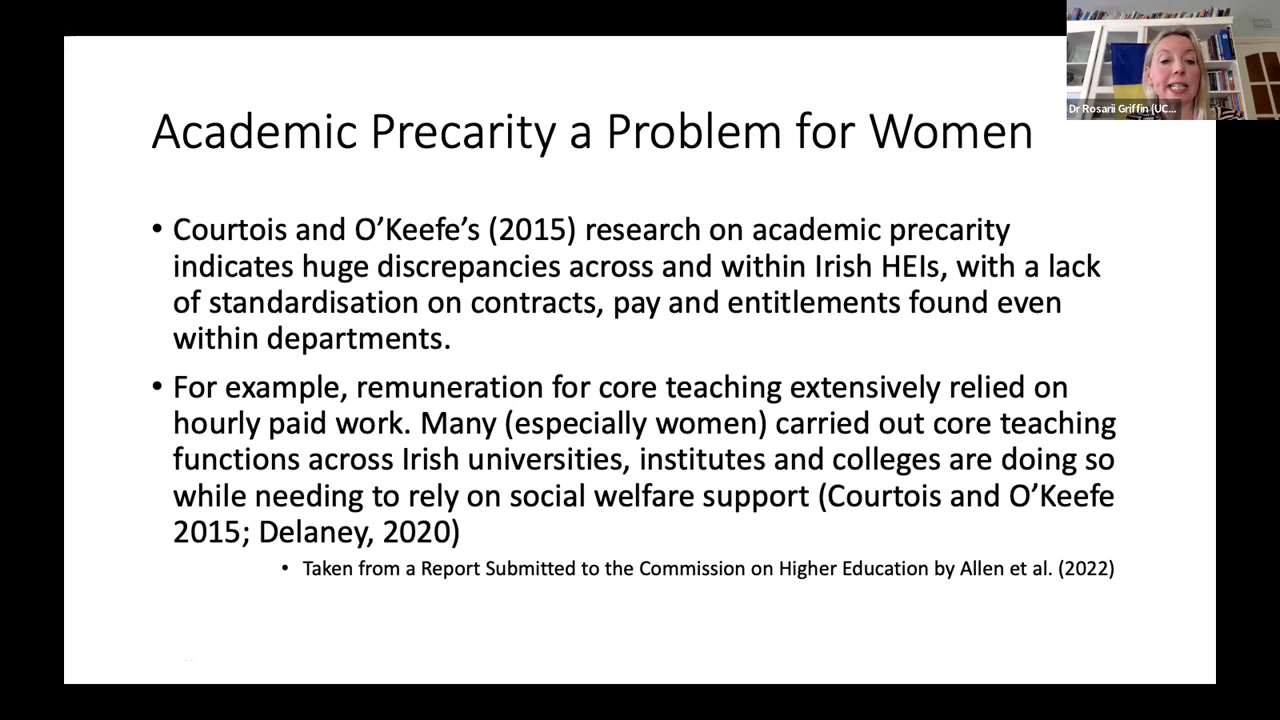 Academic Precarity a Problem for Women
• Courtois and O’Keefe’s (2015) research on academic precarity
indicates huge discrepancies across and within Irish HEIs, with a lack
of standardisation on contracts, pay and entitlements found even
within departments.
• For example, remuneration for core teaching extensively relied on
hourly paid work. Many (especially women) carried out core teaching
functions across Irish universities, institutes and colleges are doing so
while needing to rely on social welfare support (Courtois and O’Keefe
2015; Delaney, 2020)
• Taken from a Report Submitted to the Commission on Higher Education by Allen et al. (2022)
Dr Rosarii Griffin (UC...